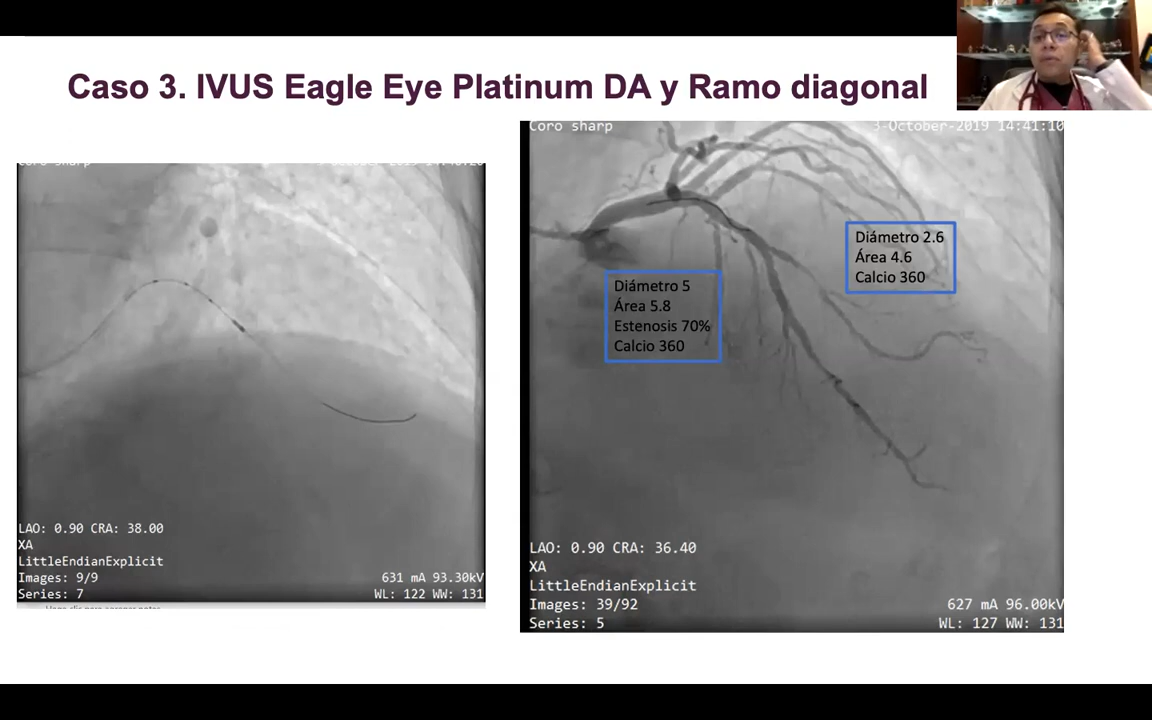 Caso 3. IVUS Eagle Eye Platinum DA y Ramo diagonal
LAO: 0.90 CRA: 38.00
XA
LittleEndianExplicit
Images: 9/9
Series: 7
631 mA 93.30kV
WL: 122 WW: 131
Coro sharp
3-October-2019 14:41:10
Diámetro 5
Área 5.8
Estenosis 70%
Calcio 360
Diámetro 2.6
Área 4.6
Calcio 360
LAO: 0.90 CRA: 36.40
XA
LittleEndianExplicit
Images: 39/92
Series: 5
627 mA 96.00kV
WL: 127 WW: 131